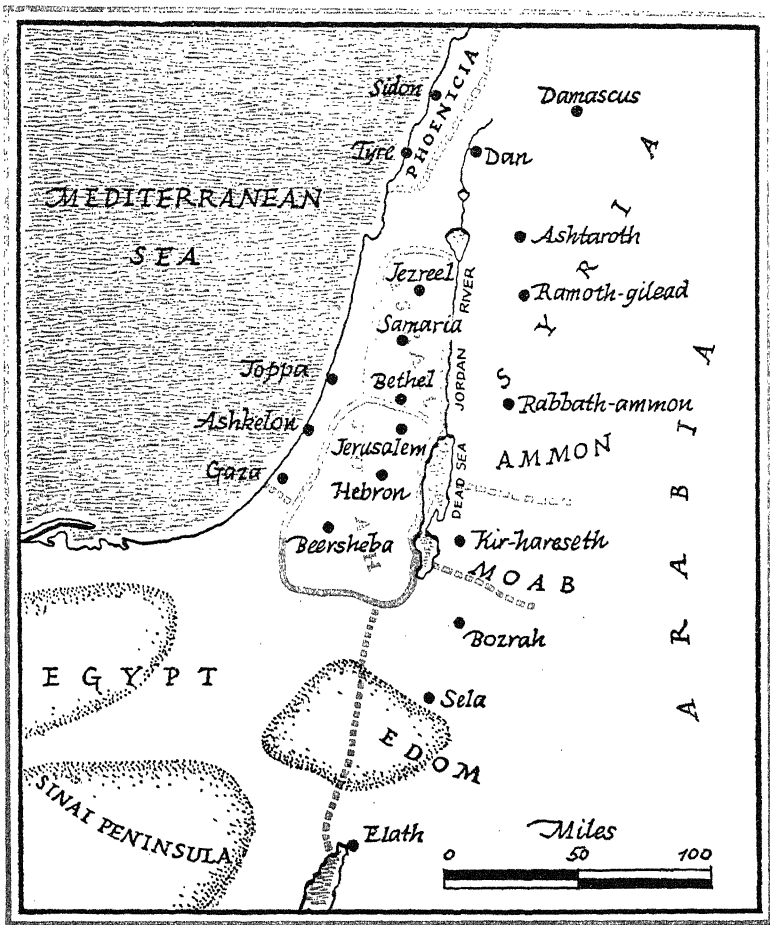 Sidon
PHOENICIA
Damascus
Tyre
Dan
MEDITERRANEAN
SEA
SYRIA
Ashtaroth
Jezreel
RIVER
Ramoth-gilead
Samaria
Joppa
JORDAN
Bethel
Rabbath-ammon
Ashkelon
Jerusalem
AMMON
ARABIA
Gaza
Hebron
DEAD SEA
Beersheba
Kir-hareseth
MOAB
Bozrah
EGYPT
Sela
EDOM
SINAI PENINSULA
Elath
Miles
0 50 100